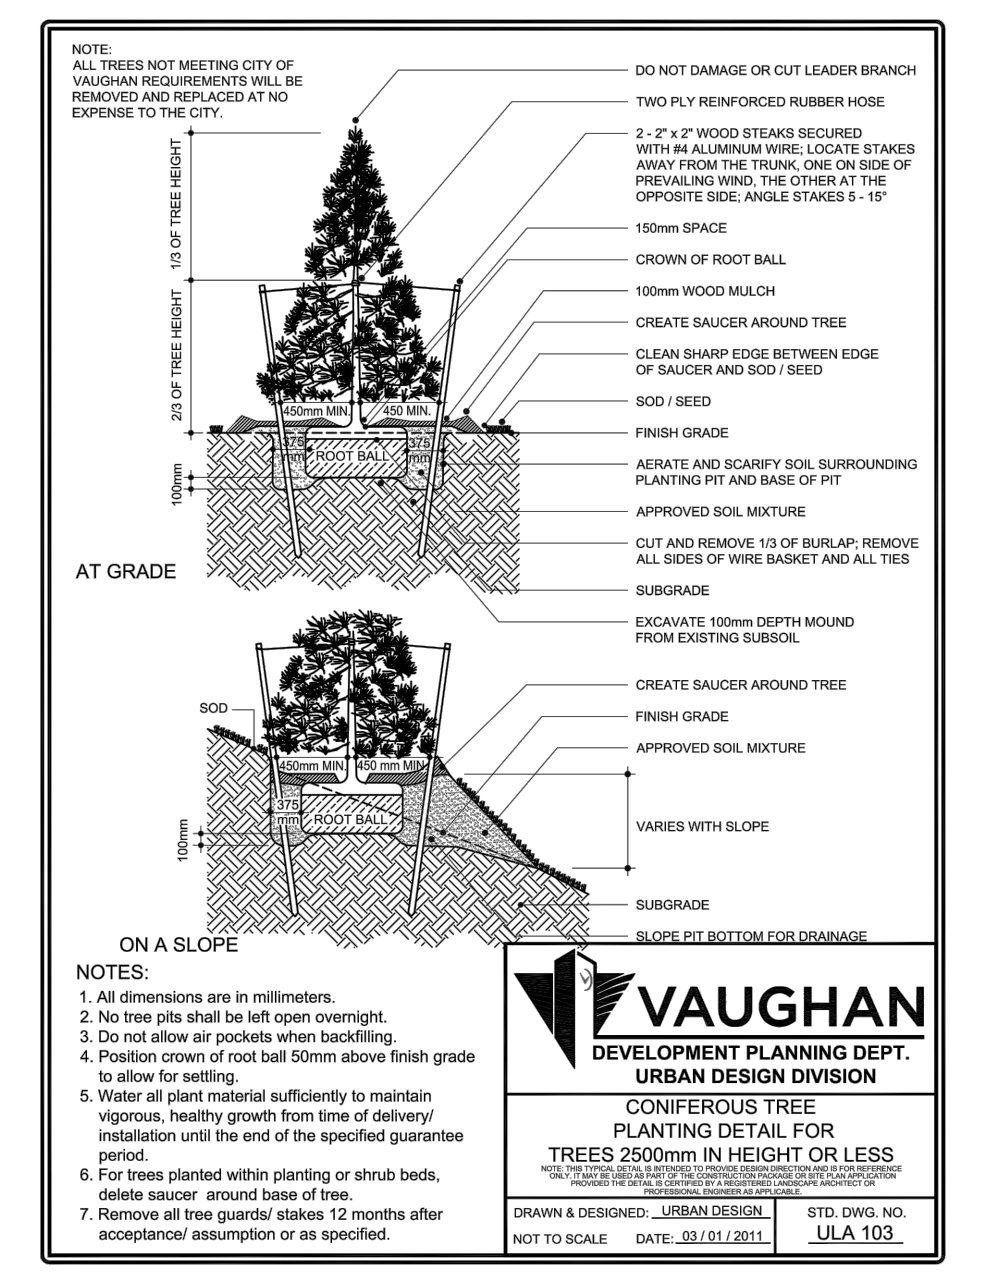 NOTE:
ALL TREES NOT MEETING CITY OF
VAUGHAN REQUIREMENTS WILL BE
REMOVED AND REPLACED AT NO
EXPENSE TO THE CITY.
DO NOT DAMAGE OR CUT LEADER BRANCH
TWO PLY REINFORCED RUBBER HOSE
2 - 2" x 2" WOOD STEAKS SECURED
WITH #4 ALUMINUM WIRE; LOCATE STAKES
AWAY FROM THE TRUNK, ONE ON SIDE OF
PREVAILING WIND, THE OTHER AT THE
OPPOSITE SIDE; ANGLE STAKES 5 - 15°
150mm SPACE
CROWN OF ROOT BALL
100mm WOOD MULCH
CREATE SAUCER AROUND TREE
CLEAN SHARP EDGE BETWEEN EDGE
OF SAUCER AND SOD / SEED
SOD / SEED
FINISH GRADE
AERATE AND SCARIFY SOIL SURROUNDING
PLANTING PIT AND BASE OF PIT
APPROVED SOIL MIXTURE
CUT AND REMOVE 1/3 OF BURLAP; REMOVE
ALL SIDES OF WIRE BASKET AND ALL TIES
SUBGRADE
EXCAVATE 100mm DEPTH MOUND
FROM EXISTING SUBSOIL
1/3 OF TREE HEIGHT
2/3 OF TREE HEIGHT
100mm
450mm MIN.
450 MIN.
375
mm
ROOT BALL
375
mm
AT GRADE
CREATE SAUCER AROUND TREE
FINISH GRADE
APPROVED SOIL MIXTURE
VARIES WITH SLOPE
SUBGRADE
SLOPE PIT BOTTOM FOR DRAINAGE
SOD
450mm MIN.
450 mm MIN
375
mm
ROOT BALL
100mm
ON A SLOPE
NOTES:
1. All dimensions are in millimeters.
2. No tree pits shall be left open overnight.
3. Do not allow air pockets when backfilling.
4. Position crown of root ball 50mm above finish grade
to allow for settling.
5. Water all plant material sufficiently to maintain
vigorous, healthy growth from time of delivery/
installation until the end of the specified guarantee
period.
6. For trees planted within planting or shrub beds,
delete saucer around base of tree.
7. Remove all tree guards/ stakes 12 months after
acceptance/ assumption or as specified.
VAUGHAN
DEVELOPMENT PLANNING DEPT.
URBAN DESIGN DIVISION
CONIFEROUS TREE
PLANTING DETAIL FOR
TREES 2500mm IN HEIGHT OR LESS
NOTE: THIS TYPICAL DETAIL IS INTENDED TO PROVIDE DESIGN DIRECTION AND IS FOR REFERENCE
ONLY. IT MAY BE USED AS PART OF THE CONSTRUCTION PACKAGE OR SITE PLAN APPLICATION
PROVIDED THE DETAIL IS CERTIFIED BY A REGISTERED LANDSCAPE ARCHITECT OR
PROFESSIONAL ENGINEER AS APPLICABLE.
DRAWN & DESIGNED: URBAN DESIGN
NOT TO SCALE DATE: 03 / 01 / 2011
STD. DWG. NO.
ULA 103